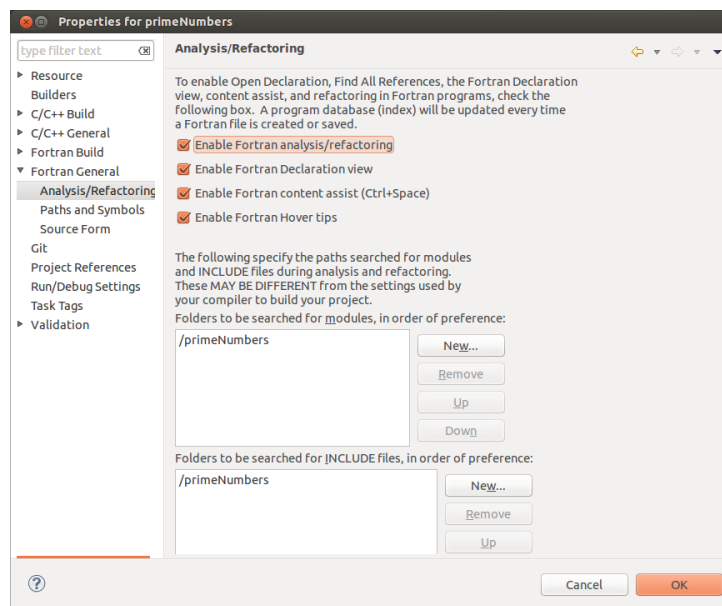 Properties for primeNumbers
type filter text
Resource
Builders
C/C++ Build
C/C++ General
Fortran Build
Fortran General
Analysis/Refactoring
Paths and Symbols
Source Form
Git
Project References
Run/Debug Settings
Task Tags
Validation
Analysis/Refactoring
To enable Open Declaration, Find All References, the Fortran Declaration
view, content assist, and refactoring in Fortran programs, check the
following box.  A program database (index) will be updated every time
a Fortran file is created or saved.
Enable Fortran analysis/refactoring
Enable Fortran Declaration view
Enable Fortran content assist (Ctrl+Space)
Enable Fortran Hover tips
The following specify the paths searched for modules
and INCLUDE files during analysis and refactoring.
These MAY BE DIFFERENT from the settings used by
your compiler to build your project.
Folders to be searched for modules, in order of preference:
/primeNumbers
New...
Remove
Up
Down
Folders to be searched for INCLUDE files, in order of preference:
/primeNumbers
New...
Remove
Up
Cancel
OK